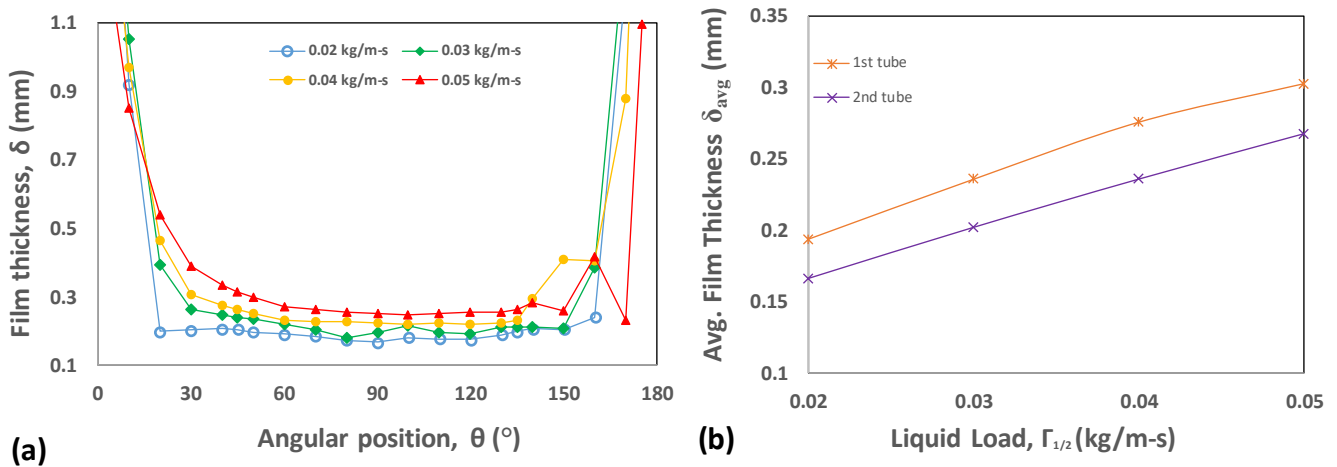 1.1
0.9
0.7
0.5
0.3
0.1
Film thickness, δ (mm)
0.02 kg/m-s
0.03 kg/m-s
0.04 kg/m-s
0.05 kg/m-s
0 30 60 90 120 150 180
Angular position, θ (°)
(a)
0.35
0.3
0.25
0.2
0.15
0.1
Avg. Film Thickness δavg (mm)
1st tube
2nd tube
0.02 0.03 0.04 0.05
Liquid Load, Γ1/2 (kg/m-s)
(b)